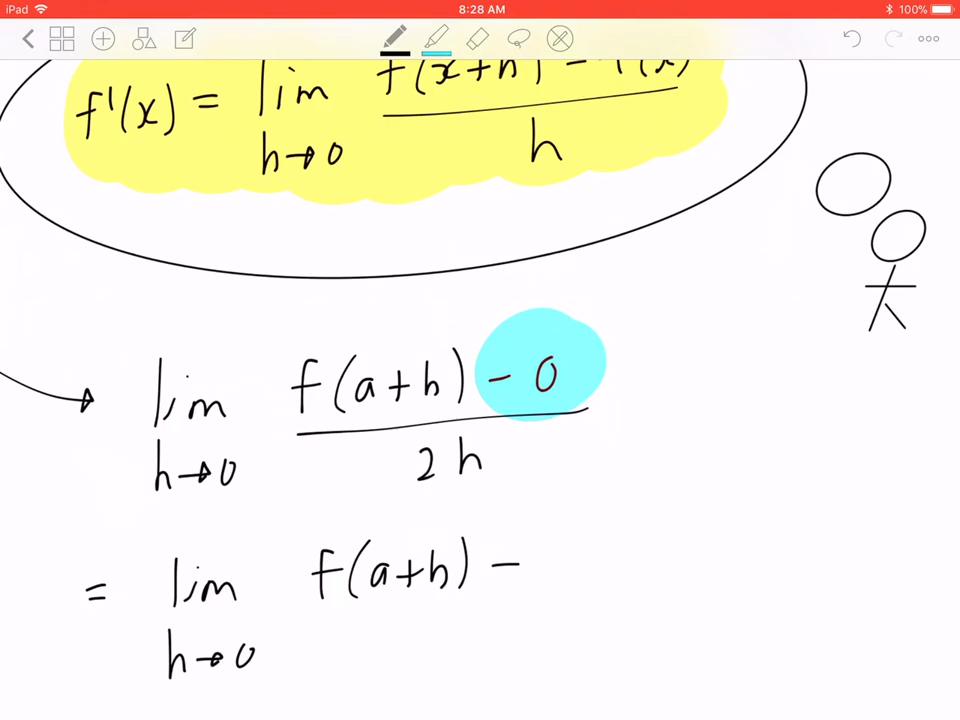 iPad 8:28 AM 100%
f'(x) = lim f(x+h) - f(x)
h→0 h
lim f(a+h) - 0
h→0 2h
= lim f(a+h) -
h→0